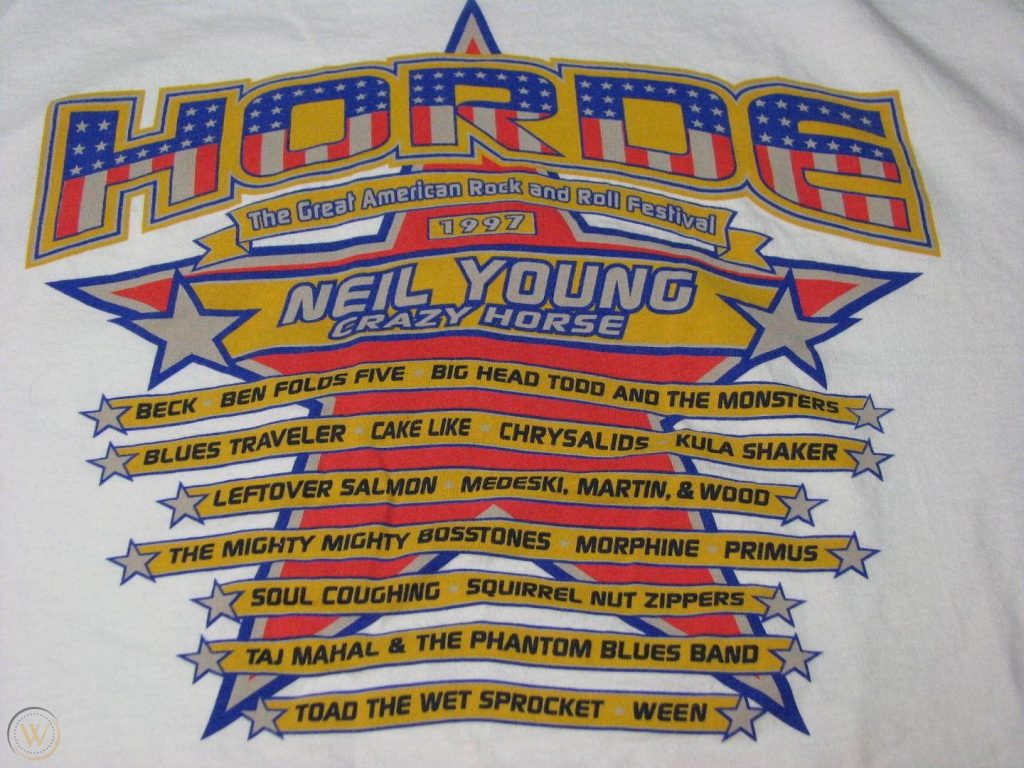 HORDE
The Great American Rock and Roll Festival
1997
NEIL YOUNG
CRAZY HORSE
BECK BEN FOLDS FIVE BIG HEAD TODD AND THE MONSTERS
BLUES TRAVELER CAKE LIKE CHRYSALIDS KULA SHAKER
LEFTOVER SALMON MEDESKI, MARTIN, & WOOD
THE MIGHTY MIGHTY BOSSTONES MORPHINE PRIMUS
SOUL COUGHING SQUIRREL NUT ZIPPERS
TAJ MAHAL & THE PHANTOM BLUES BAND
TOAD THE WET SPROCKET WEEN
W